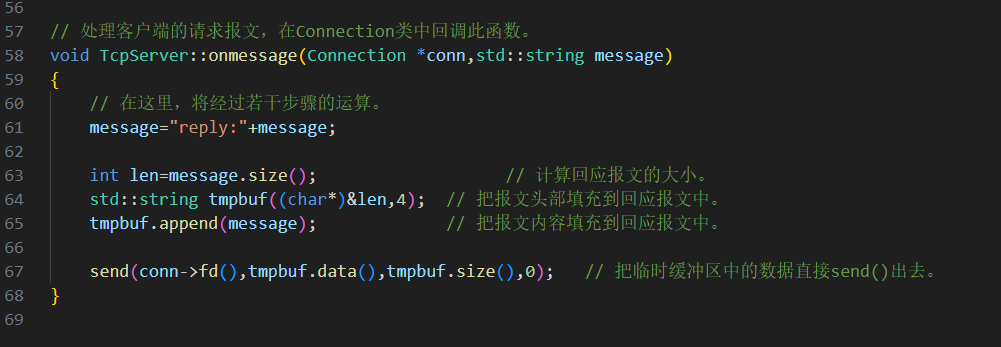 56
57 // 处理客户端的请求报文，在Connection类中回调此函数。
58 void TcpServer::onmessage(Connection *conn,std::string message)
59 {
60     // 在这里，将经过若干步骤的运算。
61     message="reply:"+message;
62
63     int len=message.size();                   // 计算回应报文的大小。
64     std::string tmpbuf((char*)&len,4);  // 把报文头部填充到回应报文中。
65     tmpbuf.append(message);             // 把报文内容填充到回应报文中。
66
67     send(conn->fd(),tmpbuf.data(),tmpbuf.size(),0);   // 把临时缓冲区中的数据直接send()出去。
68 }
69